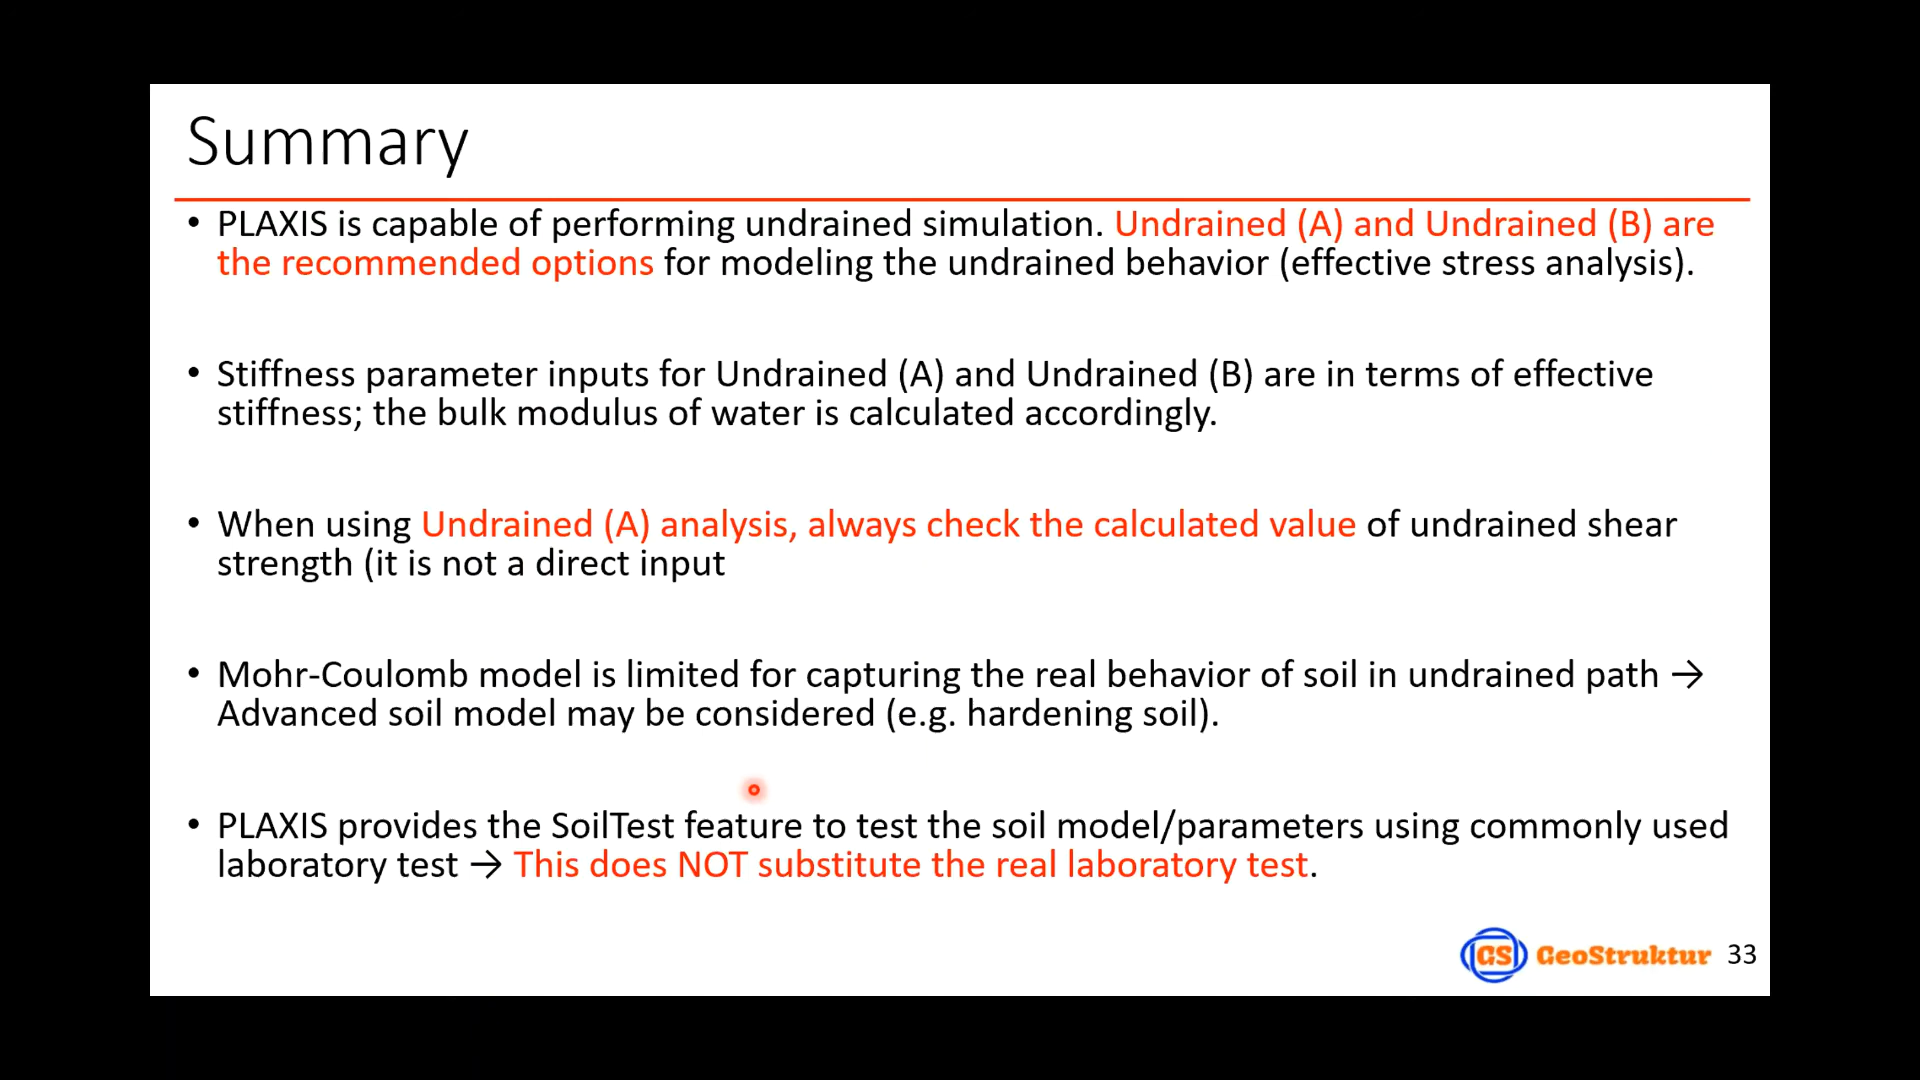 Summary
• PLAXIS is capable of performing undrained simulation. Undrained (A) and Undrained (B) are
the recommended options for modeling the undrained behavior (effective stress analysis).
• Stiffness parameter inputs for Undrained (A) and Undrained (B) are in terms of effective
stiffness; the bulk modulus of water is calculated accordingly.
• When using Undrained (A) analysis, always check the calculated value of undrained shear
strength (it is not a direct input
• Mohr-Coulomb model is limited for capturing the real behavior of soil in undrained path →
Advanced soil model may be considered (e.g. hardening soil).
• PLAXIS provides the SoilTest feature to test the soil model/parameters using commonly used
laboratory test → This does NOT substitute the real laboratory test.
GS GeoStruktur 33